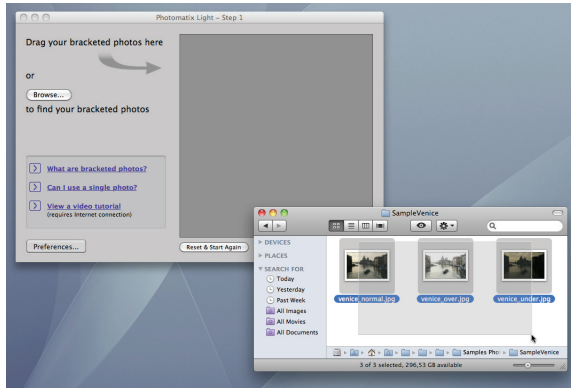 Photomatix Light – Step 1
Drag your bracketed photos here
or
Browse...
to find your bracketed photos
What are bracketed photos?
Can I use a single photo?
View a video tutorial
(requires Internet connection)
Preferences...
Reset & Start Again
SampleVenice
DEVICES
PLACES
SEARCH FOR
Today
Yesterday
Past Week
All Images
All Movies
All Documents
venice_normal.jpg
venice_over.jpg
venice_under.jpg
Samples Pho
SampleVenice
3 of 3 selected, 296,53 GB available